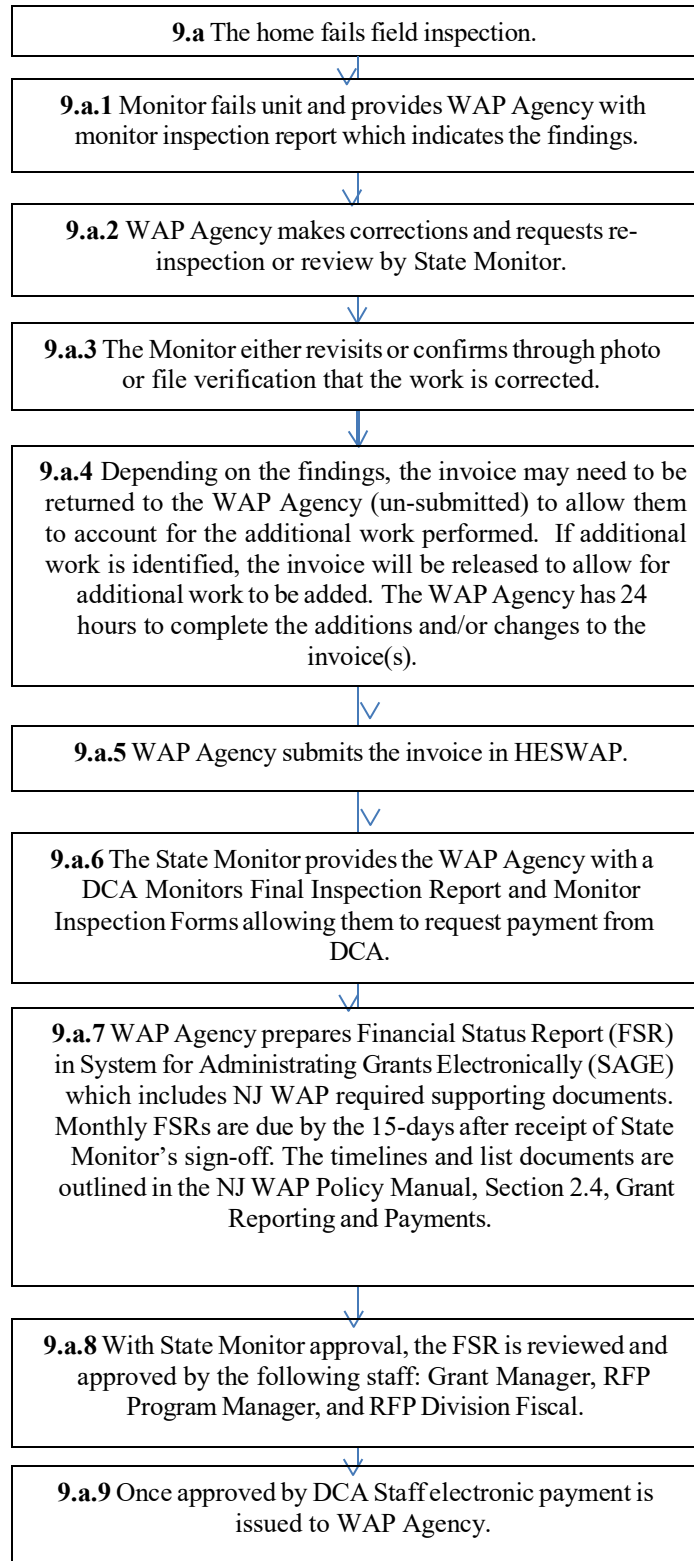 9.a The home fails field inspection.
9.a.1 Monitor fails unit and provides WAP Agency with
monitor inspection report which indicates the findings.
9.a.2 WAP Agency makes corrections and requests re-
inspection or review by State Monitor.
9.a.3 The Monitor either revisits or confirms through photo
or file verification that the work is corrected.
9.a.4 Depending on the findings, the invoice may need to be
returned to the WAP Agency (un-submitted) to allow them
to account for the additional work performed. If additional
work is identified, the invoice will be released to allow for
additional work to be added. The WAP Agency has 24
hours to complete the additions and/or changes to the
invoice(s).
9.a.5 WAP Agency submits the invoice in HESWAP.
9.a.6 The State Monitor provides the WAP Agency with a
DCA Monitors Final Inspection Report and Monitor
Inspection Forms allowing them to request payment from
DCA.
9.a.7 WAP Agency prepares Financial Status Report (FSR)
in System for Administrating Grants Electronically (SAGE)
which includes NJ WAP required supporting documents.
Monthly FSRs are due by the 15-days after receipt of State
Monitor’s sign-off. The timelines and list documents are
outlined in the NJ WAP Policy Manual, Section 2.4, Grant
Reporting and Payments.
9.a.8 With State Monitor approval, the FSR is reviewed and
approved by the following staff: Grant Manager, RFP
Program Manager, and RFP Division Fiscal.
9.a.9 Once approved by DCA Staff electronic payment is
issued to WAP Agency.